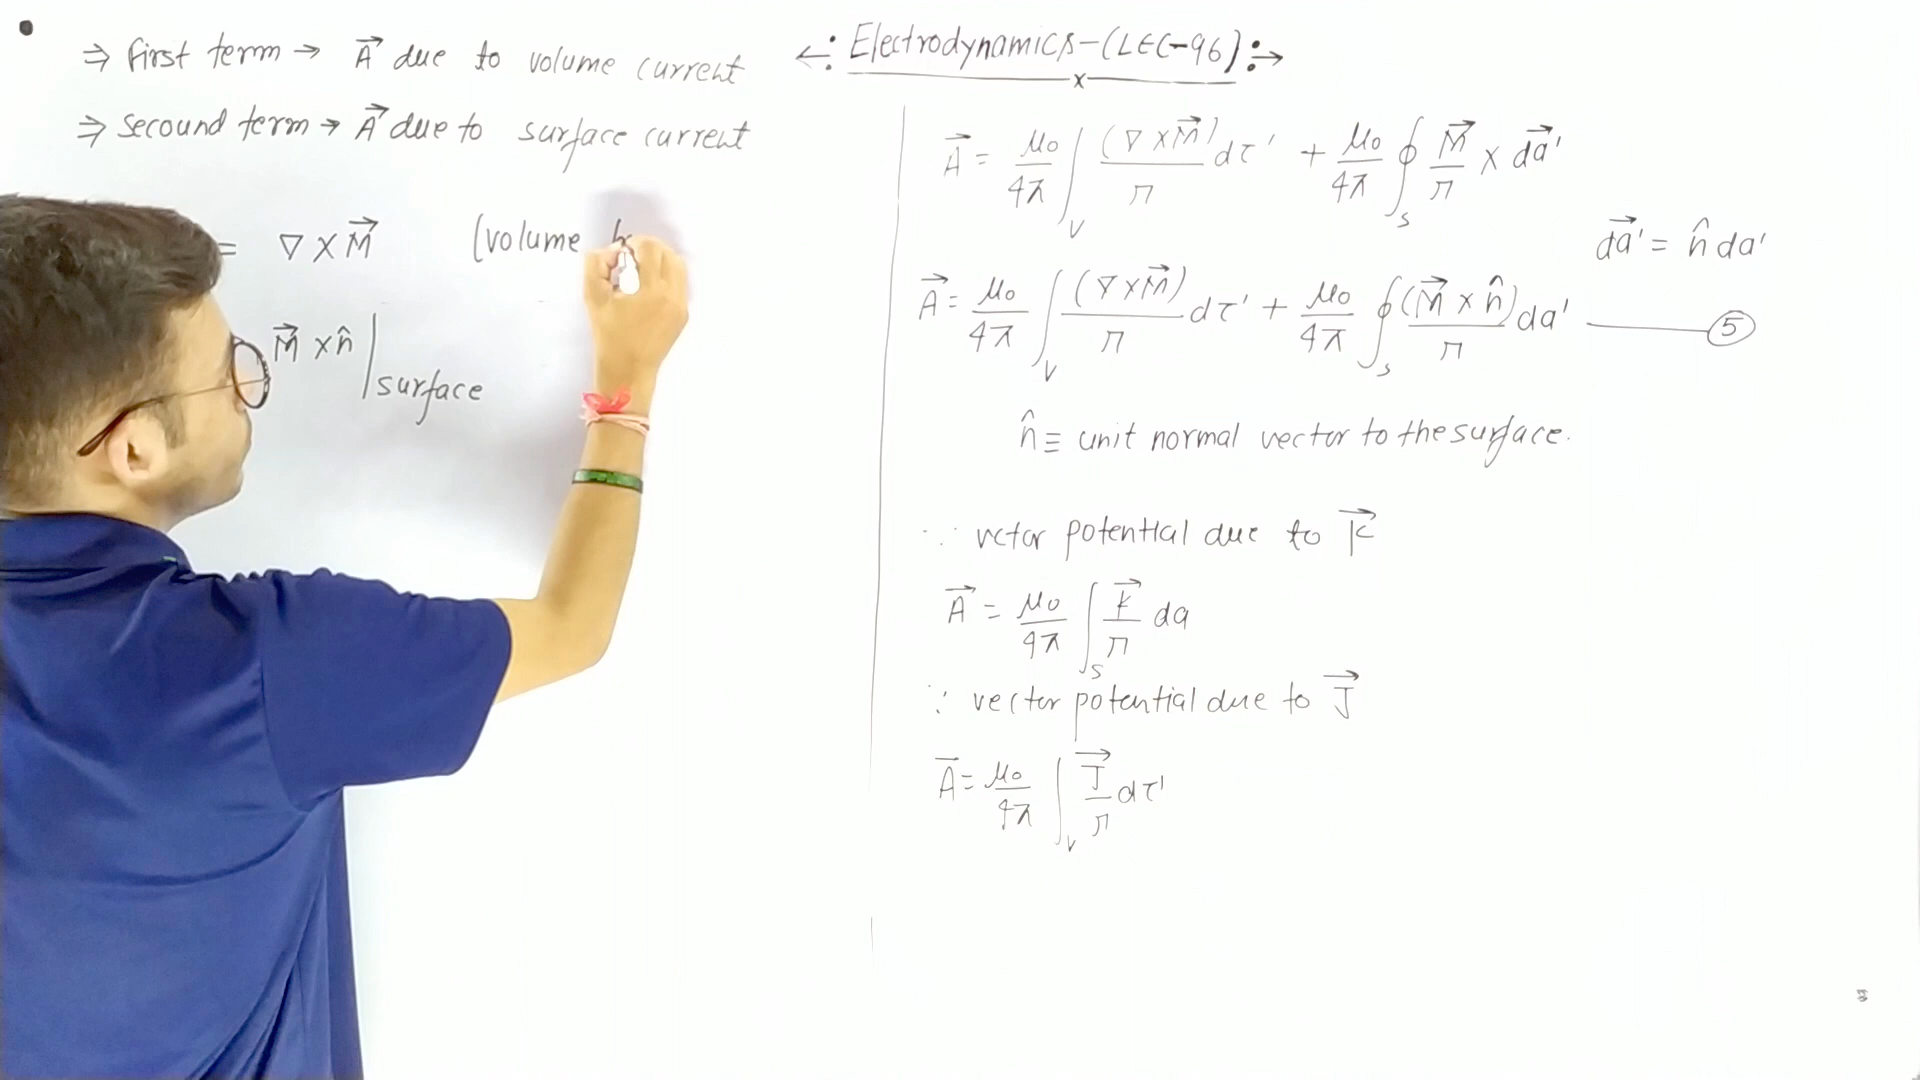 ⇒ first term → A⃗ due to volume current
⇒ secound term → A⃗ due to surface current
= ∇ × M⃗ (volume
M⃗ × n̂ | surface
Electrodynamics-(LEC-96)
x
A⃗ = μ₀/4π ∫_V (∇ × M⃗)/r dτ' + μ₀/4π ∮_S M⃗/r × da⃗'
da⃗' = n̂ da'
A⃗ = μ₀/4π ∫_V (∇ × M⃗)/r dτ' + μ₀/4π ∮_S (M⃗ × n̂)/r da' — ⑤
n̂ ≡ unit normal vector to the surface.
∵ vector potential due to K⃗
A⃗ = μ₀/4π ∫_S K⃗/r da
∵ vector potential due to J⃗
A⃗ = μ₀/4π ∫_V J⃗/r dτ'